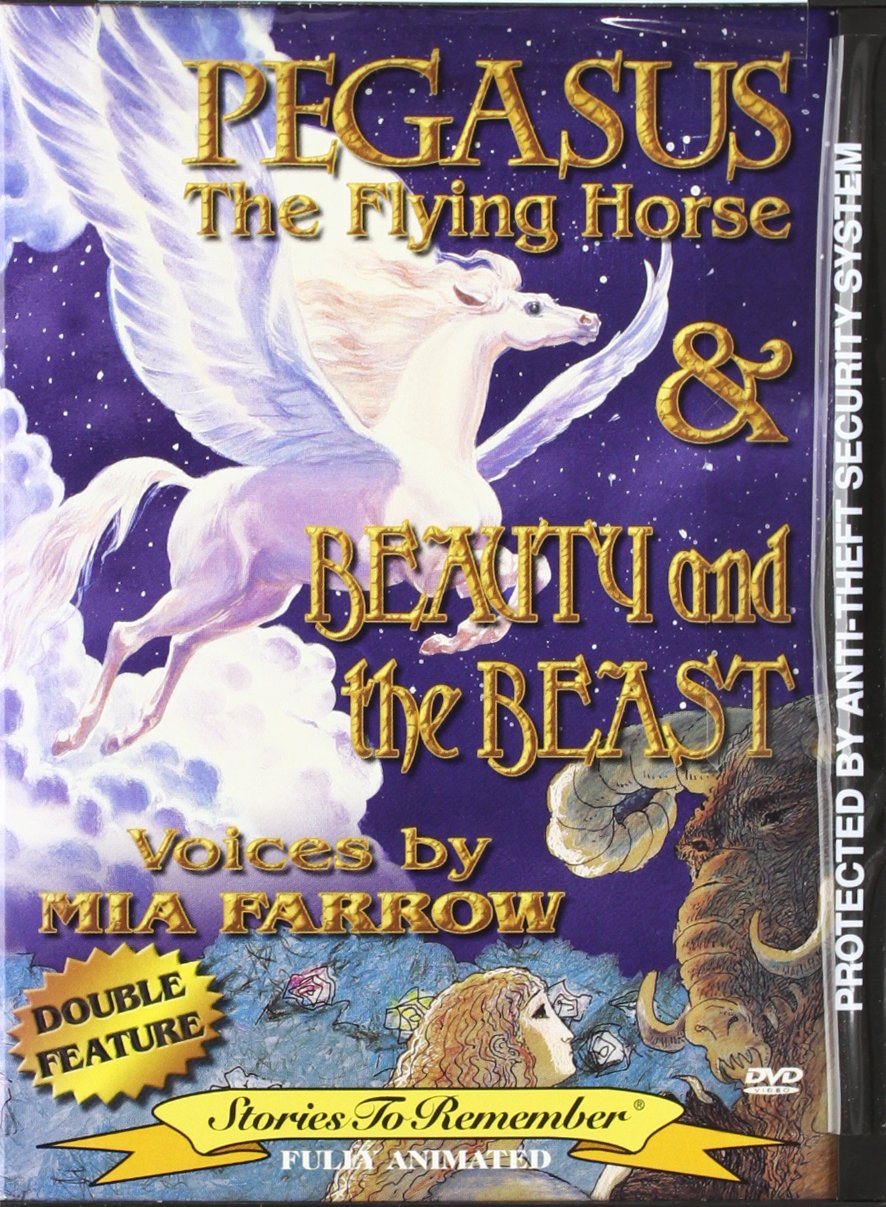 PEGASUS
The Flying Horse
&
BEAUTY and
the BEAST
Voices by
MIA FARROW
DOUBLE
FEATURE
Stories To Remember®
FULLY ANIMATED
DVD
VIDEO
PROTECTED BY ANTI-THEFT SECURITY SYSTEM